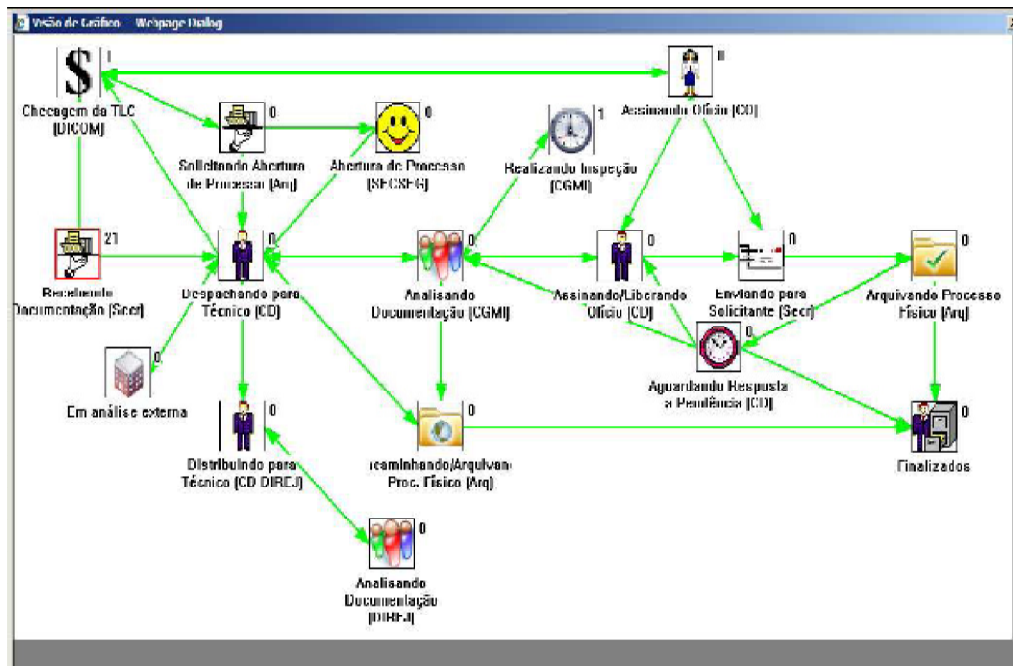 Visão de Gráfico Webpage Dialog
1
Checagem da TLC
(DICOM)
0
Solicitando Abertura
de Processo (Arq)
0
Abertura de Processo
(SECSEG)
1
Realizando Inspeção
(CGMI)
0
Assinando Ofício (CD)
21
Recebendo
Documentação (Secr)
0
Despachando para
Técnico (CD)
0
Analisando
Documentação (CGMI)
0
Assinando/Liberando
Ofício (CD)
0
Enviando para
Solicitante (Secr)
0
Arquivando Processo
Físico (Arq)
0
Em análise externa
0
Aguardando Resposta
a Pendência (CD)
0
Distribuindo para
Técnico (CD DIREJ)
0
ncaminhando/Arquivan
Proc. Físico (Arq)
0
Finalizados
0
Analisando
Documentação
(DIREJ)